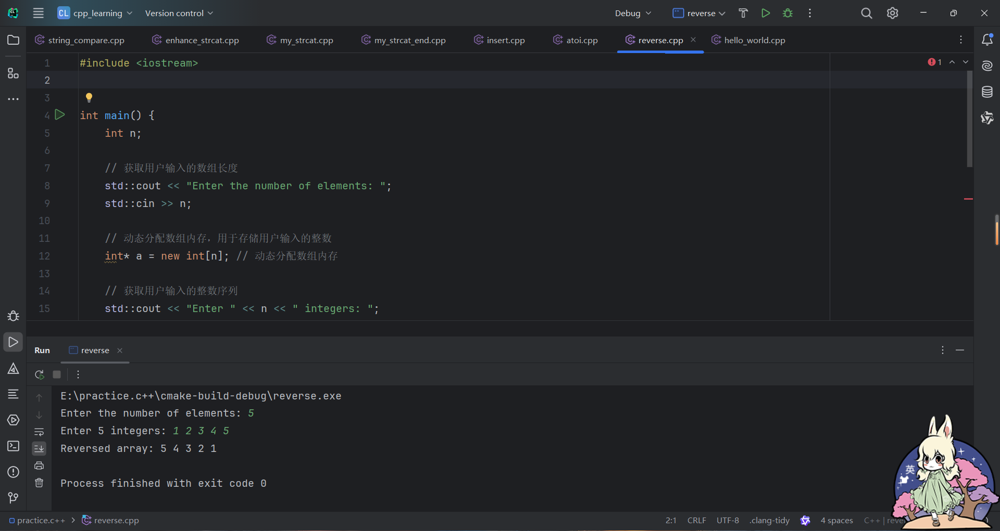 CL cpp_learning Version control Debug reverse
string_compare.cpp enhance_strcat.cpp my_strcat.cpp my_strcat_end.cpp insert.cpp atoi.cpp reverse.cpp hello_world.cpp
1 #include <iostream> 1
2
3
4 int main() {
5 int n;
6
7 // 获取用户输入的数组长度
8 std::cout << "Enter the number of elements: ";
9 std::cin >> n;
10
11 // 动态分配数组内存，用于存储用户输入的整数
12 int* a = new int[n]; // 动态分配数组内存
13
14 // 获取用户输入的整数序列
15 std::cout << "Enter " << n << " integers: ";
Run reverse
E:\practice.c++\cmake-build-debug\reverse.exe
Enter the number of elements: 5
Enter 5 integers: 1 2 3 4 5
Reversed array: 5 4 3 2 1
英
Process finished with exit code 0
practice.c++ reverse.cpp 2:1 CRLF UTF-8 .clang-tidy 4 spaces C++ |